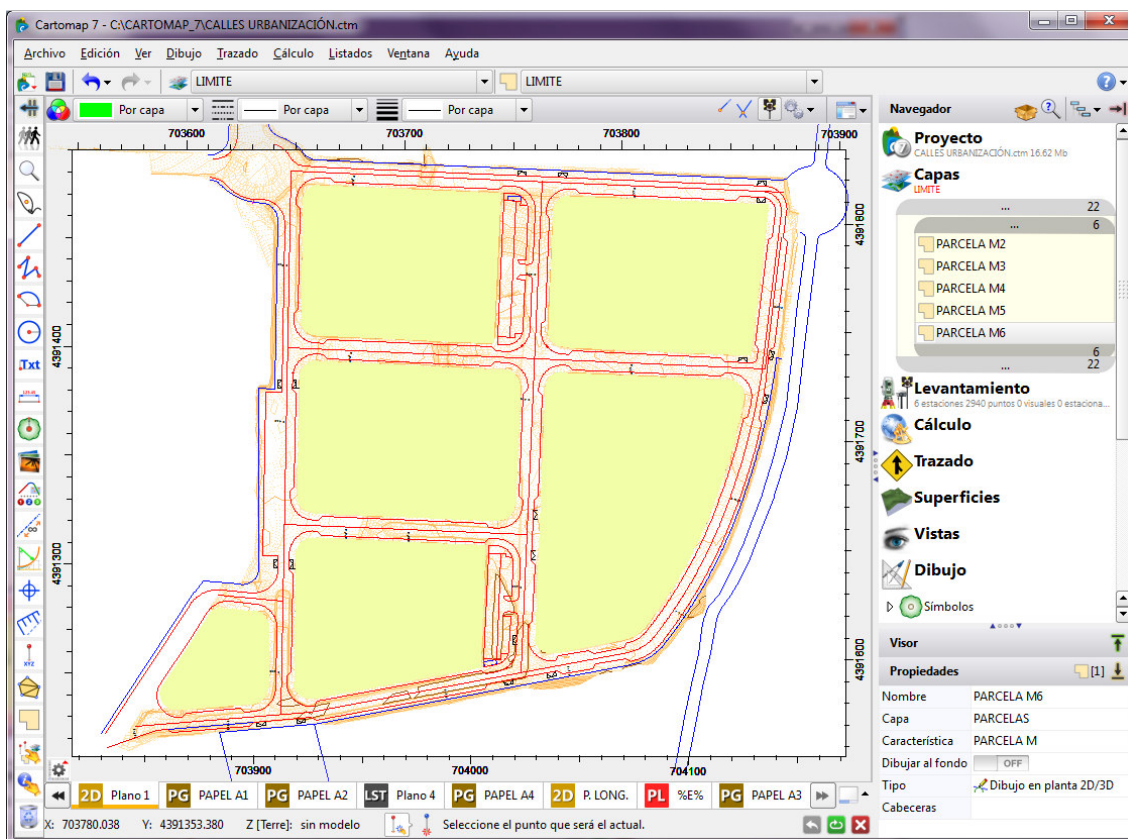 Cartomap 7 - C:\CARTOMAP_7\CALLES URBANIZACIÓN.ctm
Archivo Edición Ver Dibujo Trazado Cálculo Listados Ventana Ayuda
LIMITE LIMITE
Por capa Por capa Por capa
Navegador
703600 703700 703800 703900
Proyecto
CALLES URBANIZACIÓN.ctm 16.62 Mb
Capas
LIMITE
... 22
... 6
PARCELA M2
PARCELA M3
PARCELA M4
PARCELA M5
PARCELA M6
6
... 22
Levantamiento
6 estaciones 2940 puntos 0 visuales 0 estaciona...
Cálculo
Trazado
Superficies
Vistas
Dibujo
Símbolos
Visor
Propiedades [1]
Nombre PARCELA M6
Capa PARCELAS
Característica PARCELA M
Dibujar al fondo OFF
Tipo Dibujo en planta 2D/3D
Cabeceras
.Txt
XYZ
4391400
4391300
4391800
4391700
4391600
703900 704000 704100
2D Plano 1 PG PAPEL A1 PG PAPEL A2 LST Plano 4 PG PAPEL A4 2D P. LONG. PL %E% PG PAPEL A3
X: 703780.038 Y: 4391353.380 Z [Terre]: sin modelo Seleccione el punto que será el actual.